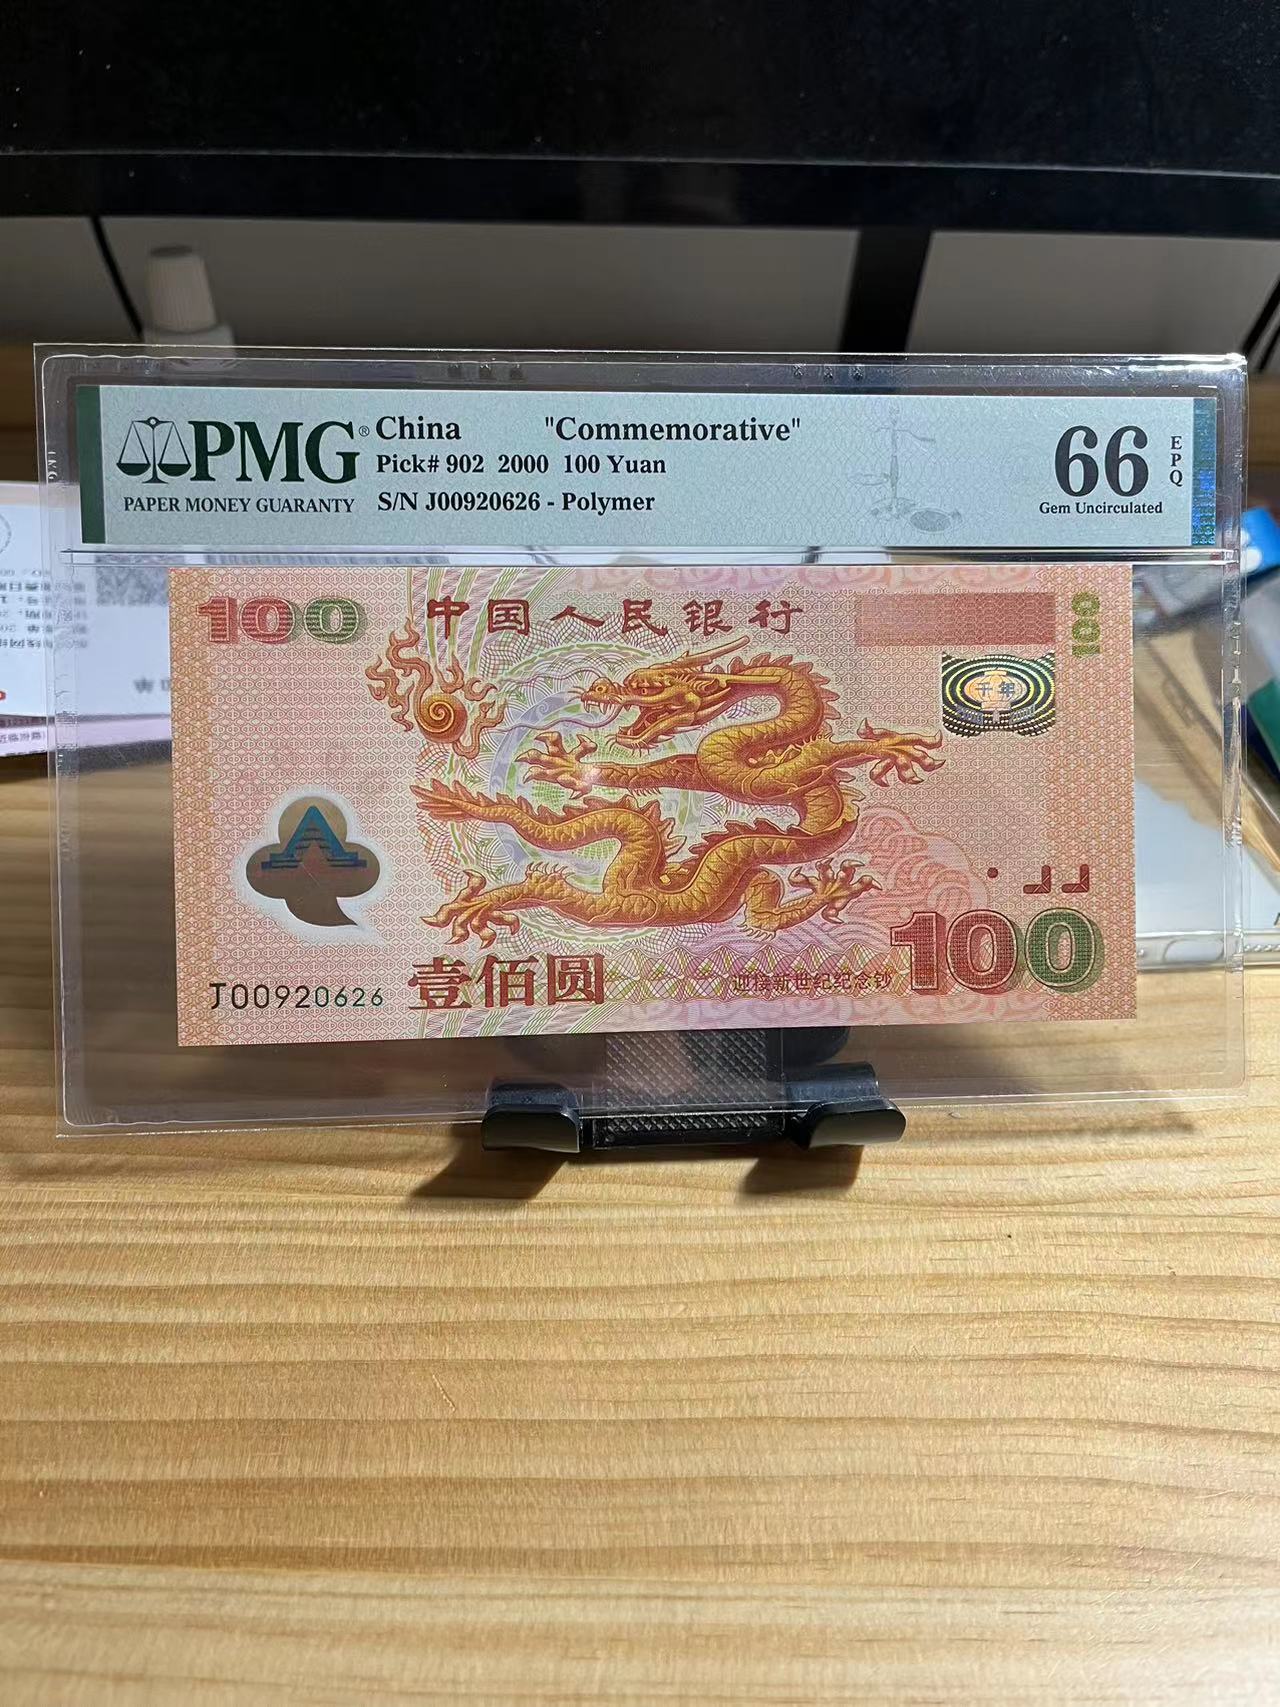 PMG® China "Commemorative"
Pick# 902 2000 100 Yuan
PAPER MONEY GUARANTY S/N J00920626 - Polymer
66 EPQ
Gem Uncirculated
100 中国人民银行 100
千年
J00920626 壹佰圆 迎接新世纪纪念钞 100